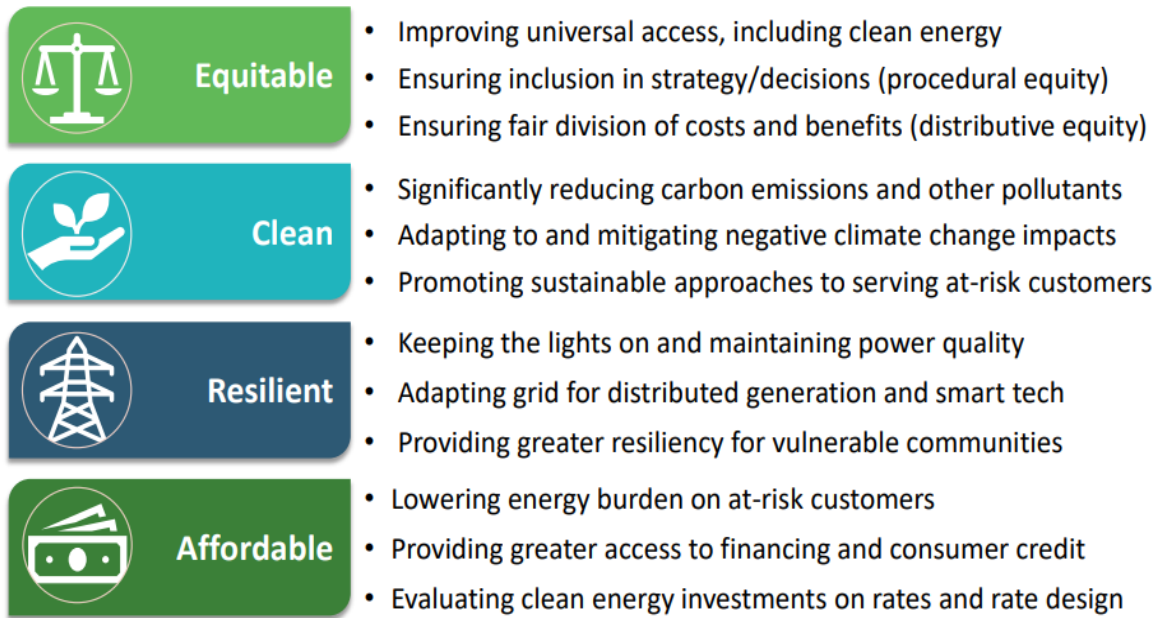 Equitable
• Improving universal access, including clean energy
• Ensuring inclusion in strategy/decisions (procedural equity)
• Ensuring fair division of costs and benefits (distributive equity)
Clean
• Significantly reducing carbon emissions and other pollutants
• Adapting to and mitigating negative climate change impacts
• Promoting sustainable approaches to serving at-risk customers
Resilient
• Keeping the lights on and maintaining power quality
• Adapting grid for distributed generation and smart tech
• Providing greater resiliency for vulnerable communities
Affordable
• Lowering energy burden on at-risk customers
• Providing greater access to financing and consumer credit
• Evaluating clean energy investments on rates and rate design